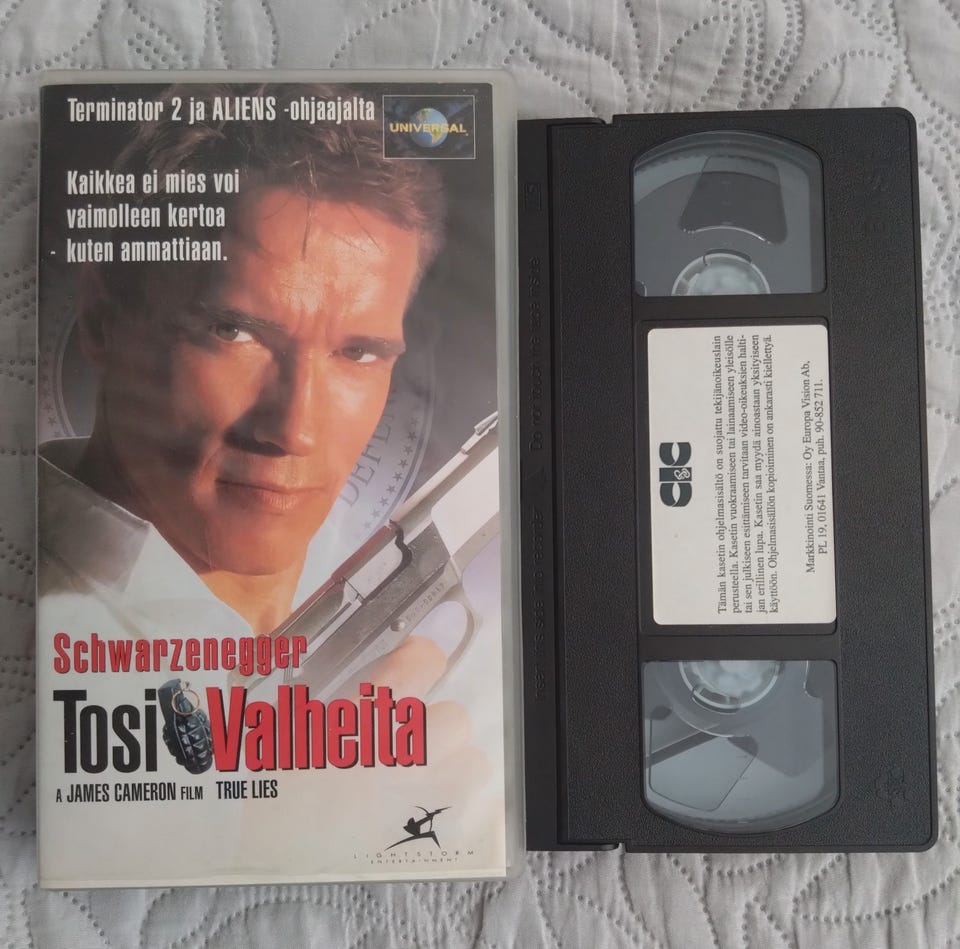 Terminator 2 ja ALIENS -ohjaajalta
UNIVERSAL
Kaikkea ei mies voi
vaimolleen kertoa
kuten ammattiaan.
DEFEN
Schwarzenegger
Tosi Valheita
A JAMES CAMERON FILM TRUE LIES
LIGHTSTORM
ENTERTAINMENT
Tämän kasetin ohjelmasisältö on suojattu tekijänoikeuslain
perusteella. Kasetin vuokraamiseen tai lainaamiseen yleisölle
tai sen julkiseen esittämiseen tarvitaan video-oikeuksien halti-
jan erillinen lupa. Kasetin saa myydä ainoastaan yksityiseen
käyttöön. Ohjelmasisällön kopioiminen on ankarasti kiellettyä.
Markkinointi Suomessa: Oy Europa Vision Ab,
PL 19, 01641 Vantaa, puh. 90-852 711.